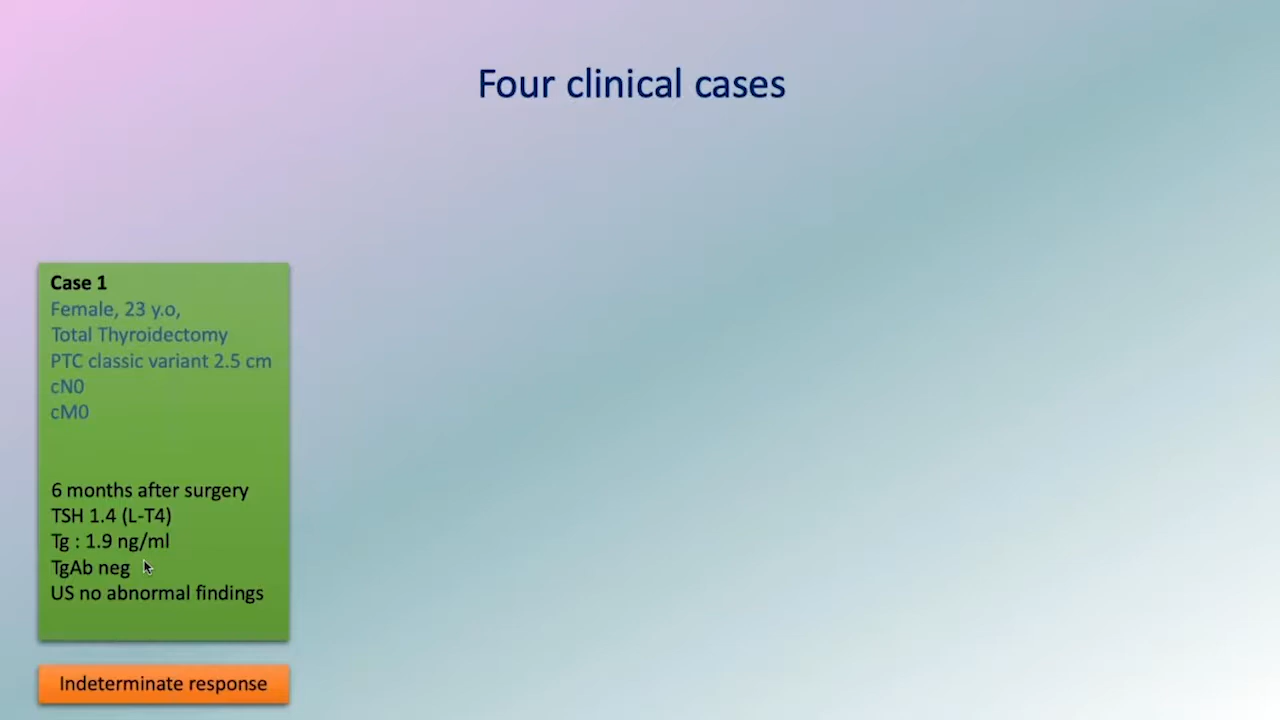 Four clinical cases
Case 1
Female, 23 y.o,
Total Thyroidectomy
PTC classic variant 2.5 cm
cN0
cM0
6 months after surgery
TSH 1.4 (L-T4)
Tg : 1.9 ng/ml
TgAb neg
US no abnormal findings
Indeterminate response